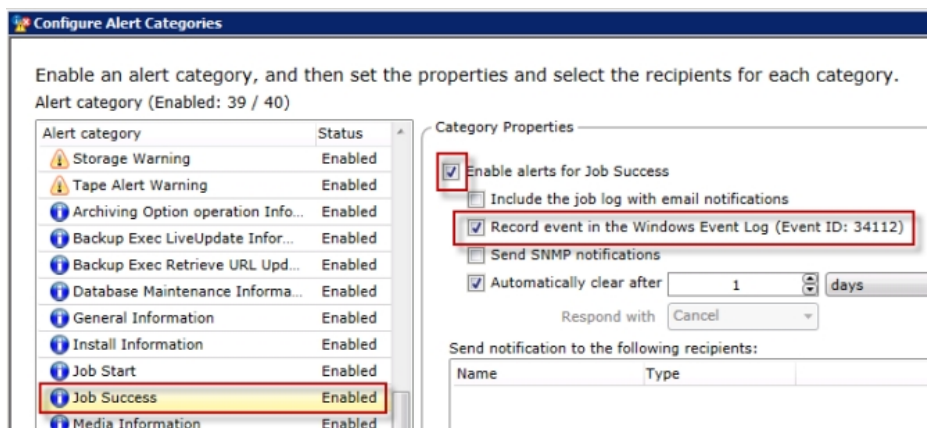 Configure Alert Categories
Enable an alert category, and then set the properties and select the recipients for each category.
Alert category (Enabled: 39 / 40)
Alert category Status
Storage Warning Enabled
Tape Alert Warning Enabled
Archiving Option operation Info... Enabled
Backup Exec LiveUpdate Infor... Enabled
Backup Exec Retrieve URL Upd... Enabled
Database Maintenance Informa... Enabled
General Information Enabled
Install Information Enabled
Job Start Enabled
Job Success Enabled
Media Information Enabled
Category Properties
Enable alerts for Job Success
Include the job log with email notifications
Record event in the Windows Event Log (Event ID: 34112)
Send SNMP notifications
Automatically clear after 1 days
Respond with Cancel
Send notification to the following recipients:
Name Type